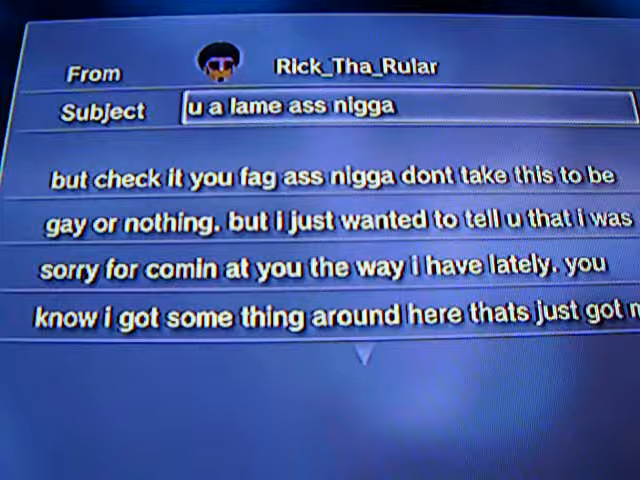 From Rick_Tha_Rular
Subject u a lame ass nigga
but check it you fag ass nigga dont take this to be
gay or nothing. but i just wanted to tell u that i was
sorry for comin at you the way i have lately. you
know i got some thing around here thats just got